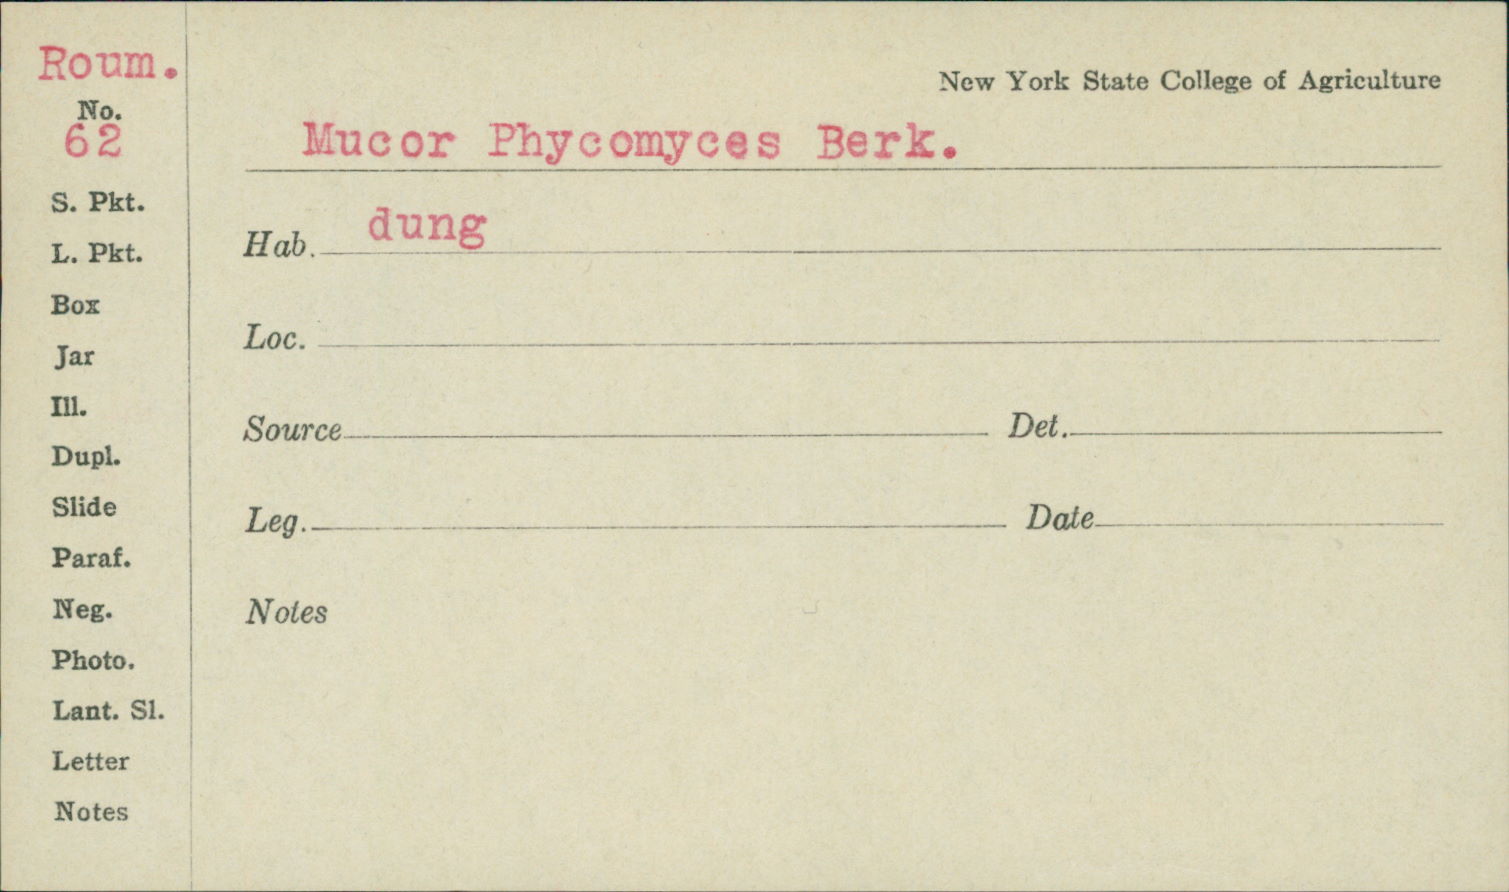 Roum.
No.
62
S. Pkt.
L. Pkt.
Box
Jar
Ill.
Dupl.
Slide
Paraf.
Neg.
Photo.
Lant. Sl.
Letter
Notes
New York State College of Agriculture
Mucor Phycomyces Berk.
Hab. dung
Loc.
Source Det.
Leg. Date
Notes